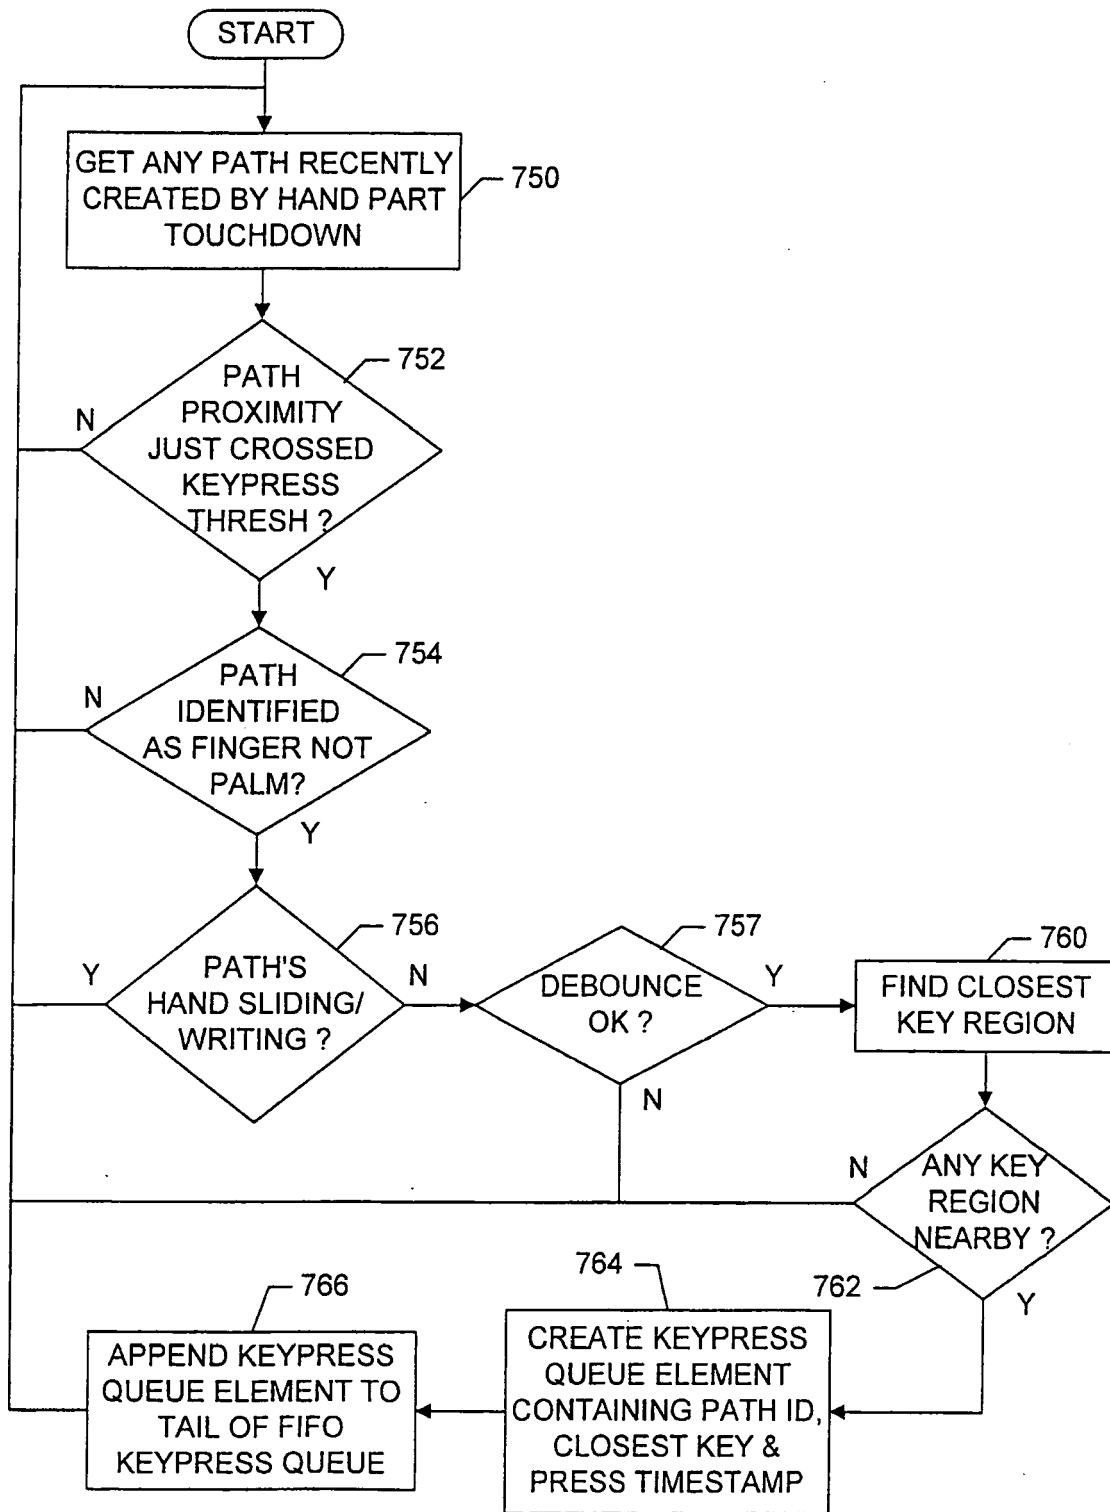 START
GET ANY PATH RECENTLY
CREATED BY HAND PART
TOUCHDOWN
750
752
PATH
PROXIMITY
JUST CROSSED
KEYPRESS
THRESH ?
N
Y
754
PATH
IDENTIFIED
AS FINGER NOT
PALM?
N
Y
756
PATH'S
HAND SLIDING/
WRITING ?
Y
N
757
DEBOUNCE
OK ?
Y
N
760
FIND CLOSEST
KEY REGION
ANY KEY
REGION
NEARBY ?
N
762
Y
764
CREATE KEYPRESS
QUEUE ELEMENT
CONTAINING PATH ID,
CLOSEST KEY &
PRESS TIMESTAMP
766
APPEND KEYPRESS
QUEUE ELEMENT TO
TAIL OF FIFO
KEYPRESS QUEUE